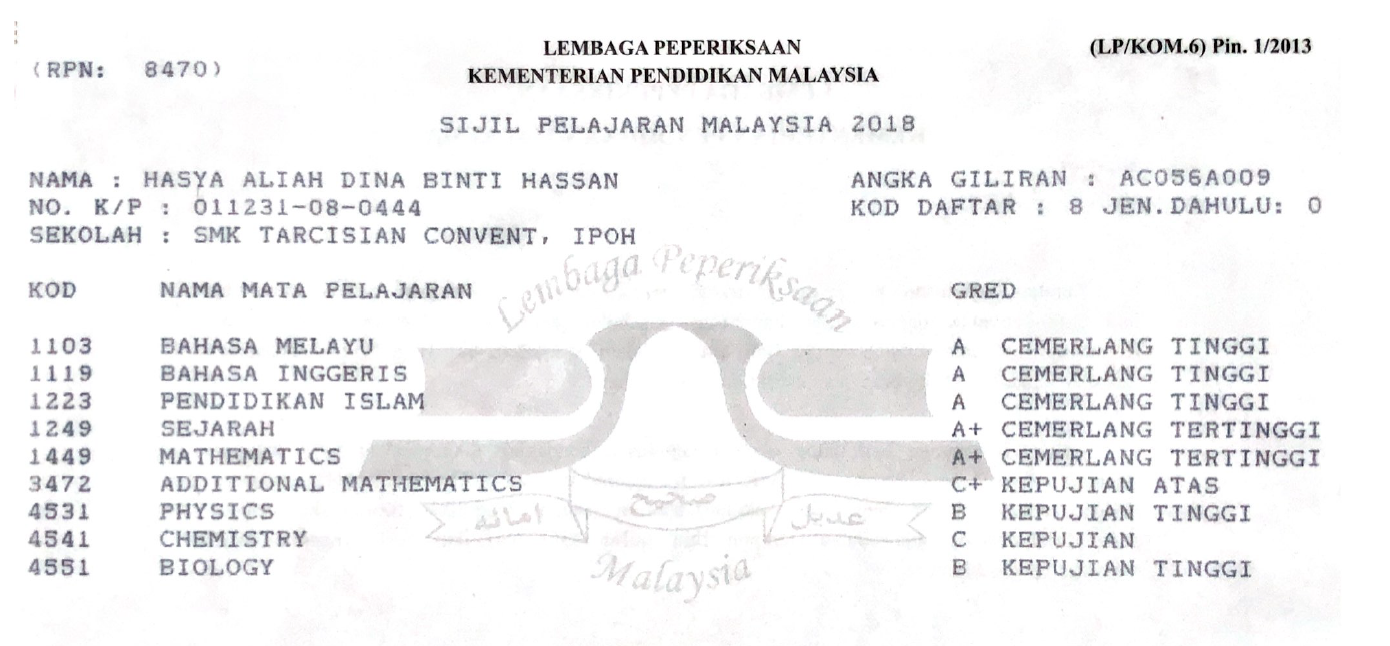 LEMBAGA PEPERIKSAAN (LP/KOM.6) Pin. 1/2013
(RPN: 8470) KEMENTERIAN PENDIDIKAN MALAYSIA
SIJIL PELAJARAN MALAYSIA 2018
NAMA : HASYA ALIAH DINA BINTI HASSAN ANGKA GILIRAN : AC056A009
NO. K/P : 011231-08-0444 KOD DAFTAR : 8 JEN.DAHULU: 0
SEKOLAH : SMK TARCISIAN CONVENT, IPOH
Lembaga Peperiksaan
KOD NAMA MATA PELAJARAN GRED
1103 BAHASA MELAYU A CEMERLANG TINGGI
1119 BAHASA INGGERIS A CEMERLANG TINGGI
1223 PENDIDIKAN ISLAM A CEMERLANG TINGGI
1249 SEJARAH A+ CEMERLANG TERTINGGI
1449 MATHEMATICS A+ CEMERLANG TERTINGGI
3472 ADDITIONAL MATHEMATICS C+ KEPUJIAN ATAS
4531 PHYSICS B KEPUJIAN TINGGI
4541 CHEMISTRY C KEPUJIAN
4551 BIOLOGY B KEPUJIAN TINGGI
عديل صحيح امانه
Malaysia